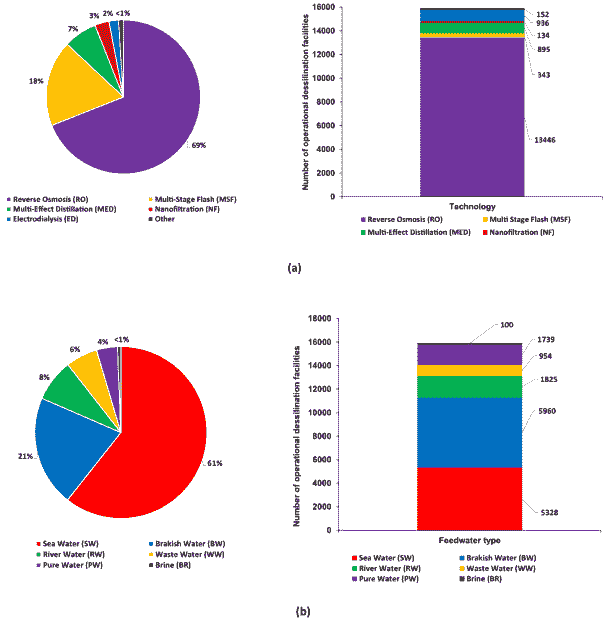 <1%
2%
3%
7%
18%
69%
Reverse Osmosis (RO)
Multi-Stage Flash (MSF)
Multi-Effect Distillation (MED)
Nanofiltration (NF)
Electrodialysis (ED)
Other
Number of operational dessilination facilities
16000
14000
12000
10000
8000
6000
4000
2000
0
152
936
134
895
343
13446
Technology
Reverse Osmosis (RO)
Multi Stage Flash (MSF)
Multi-Effect Distillation (MED)
Nanofiltration (NF)
(a)
<1%
4%
6%
8%
21%
61%
Sea Water (SW)
Brakish Water (BW)
River Water (RW)
Waste Water (WW)
Pure Water (PW)
Brine (BR)
Number of operational dessilination facilities
18000
16000
14000
12000
10000
8000
6000
4000
2000
0
100
1739
954
1825
5960
5328
Feedwater type
Sea Water (SW)
Brakish Water (BW)
River Water (RW)
Waste Water (WW)
Pure Water (PW)
Brine (BR)
(b)